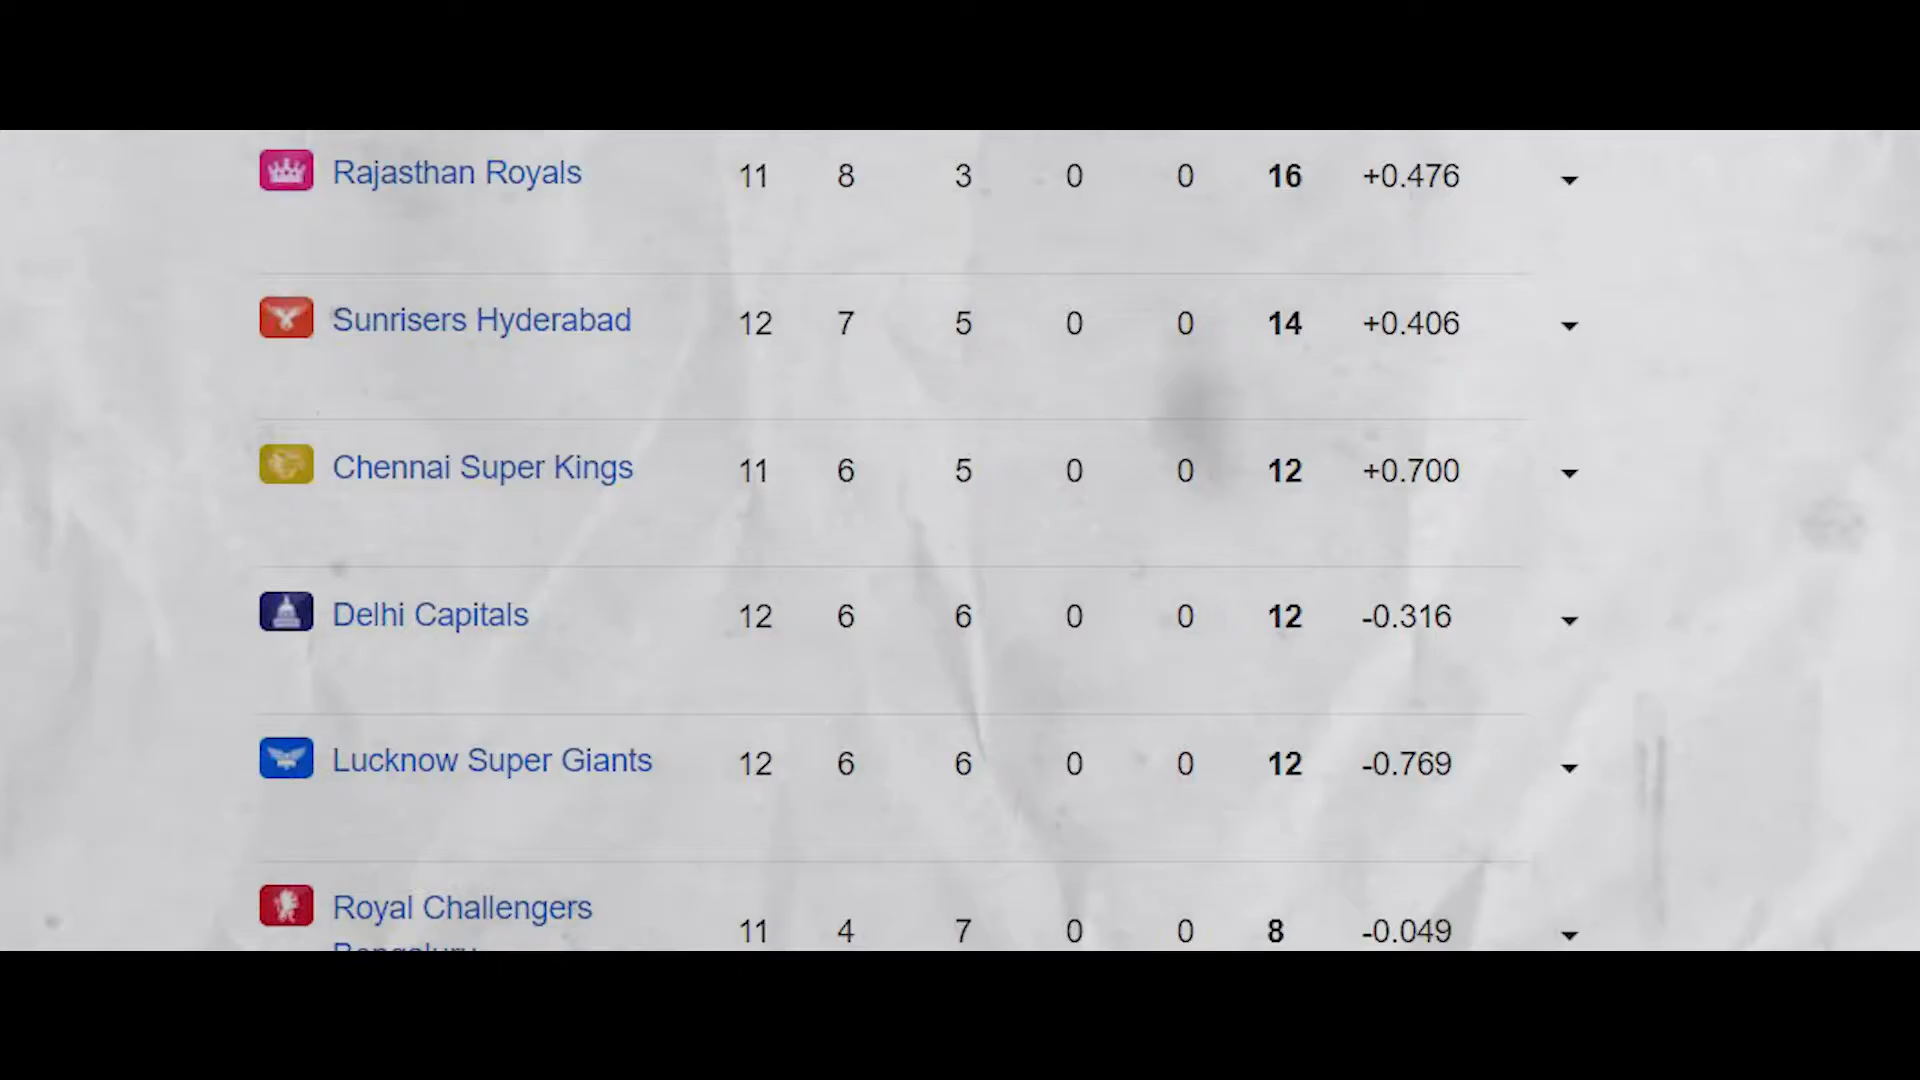 Rajasthan Royals 11 8 3 0 0 16 +0.476
Sunrisers Hyderabad 12 7 5 0 0 14 +0.406
Chennai Super Kings 11 6 5 0 0 12 +0.700
Delhi Capitals 12 6 6 0 0 12 -0.316
Lucknow Super Giants 12 6 6 0 0 12 -0.769
Royal Challengers 11 4 7 0 0 8 -0.049
Bengaluru